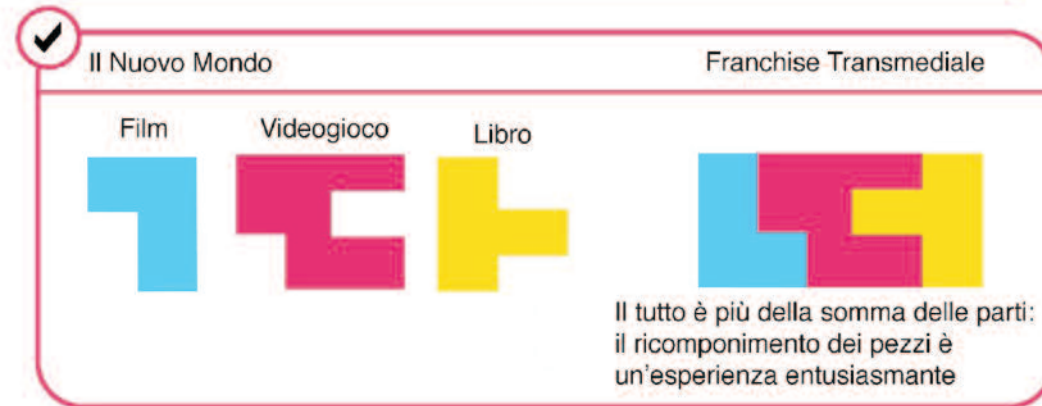 Il Nuovo Mondo
Franchise Transmediale
Film
Videogioco
Libro
Il tutto è più della somma delle parti:
il ricomponimento dei pezzi è
un'esperienza entusiasmante